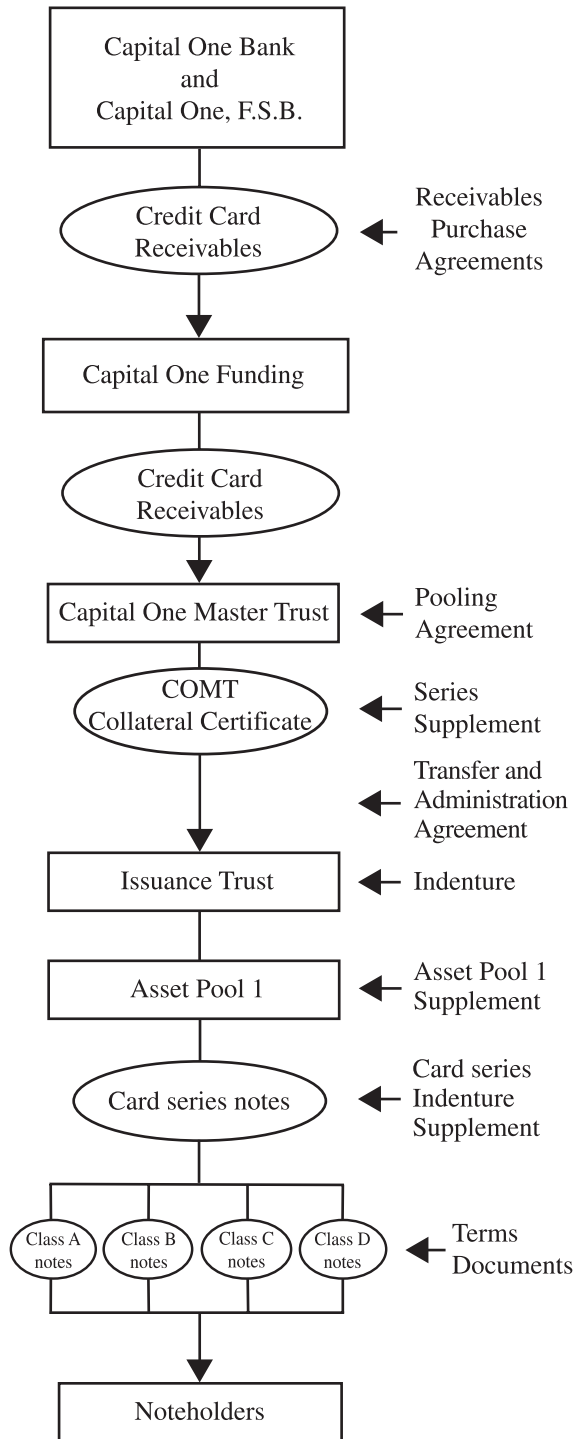 Capital One Bank
and
Capital One, F.S.B.
Credit Card
Receivables
Receivables
Purchase
Agreements
Capital One Funding
Credit Card
Receivables
Capital One Master Trust
Pooling
Agreement
COMT
Collateral Certificate
Series
Supplement
Transfer and
Administration
Agreement
Issuance Trust
Indenture
Asset Pool 1
Asset Pool 1
Supplement
Card series notes
Card series
Indenture
Supplement
Class A
notes
Class B
notes
Class C
notes
Class D
notes
Terms
Documents
Noteholders